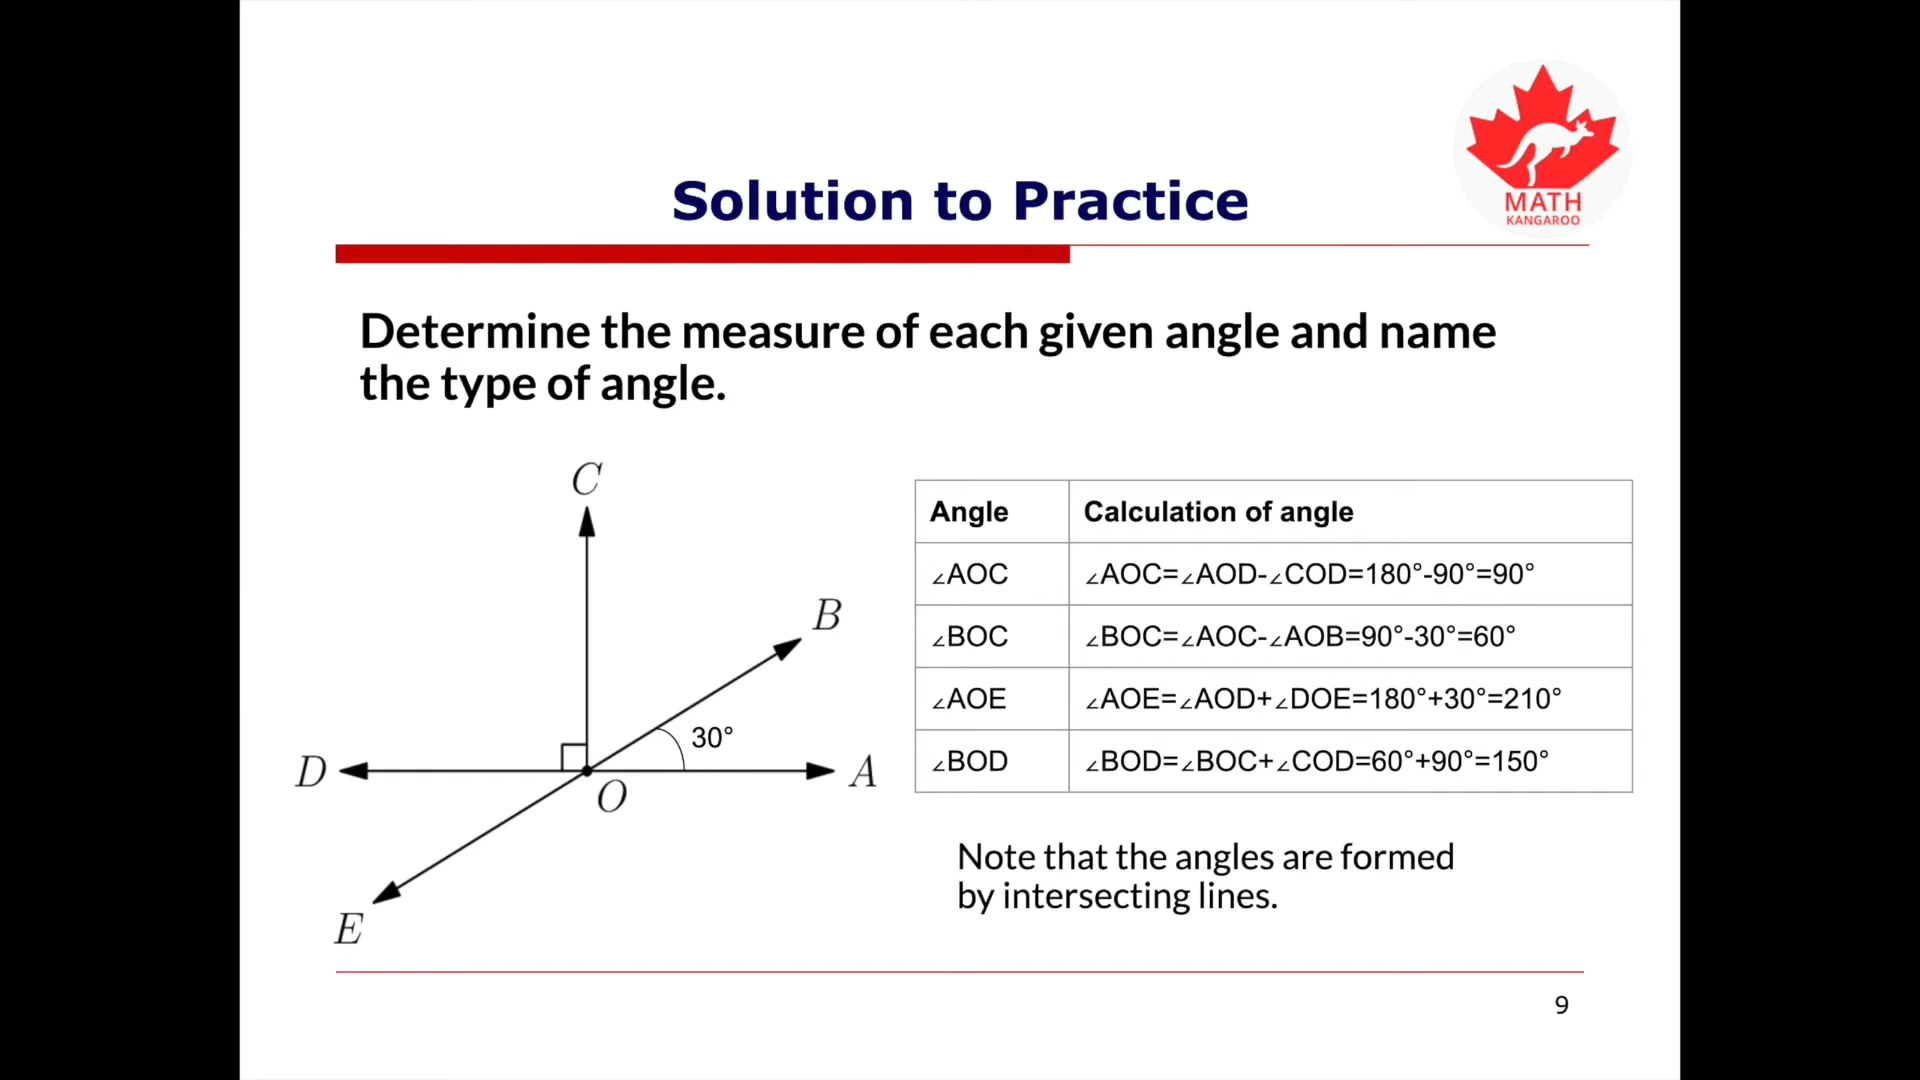 MATH
KANGAROO
Solution to Practice
Determine the measure of each given angle and name
the type of angle.
C
B
30°
D
A
O
E
Angle Calculation of angle
∠AOC ∠AOC=∠AOD-∠COD=180°-90°=90°
∠BOC ∠BOC=∠AOC-∠AOB=90°-30°=60°
∠AOE ∠AOE=∠AOD+∠DOE=180°+30°=210°
∠BOD ∠BOD=∠BOC+∠COD=60°+90°=150°
Note that the angles are formed
by intersecting lines.
9